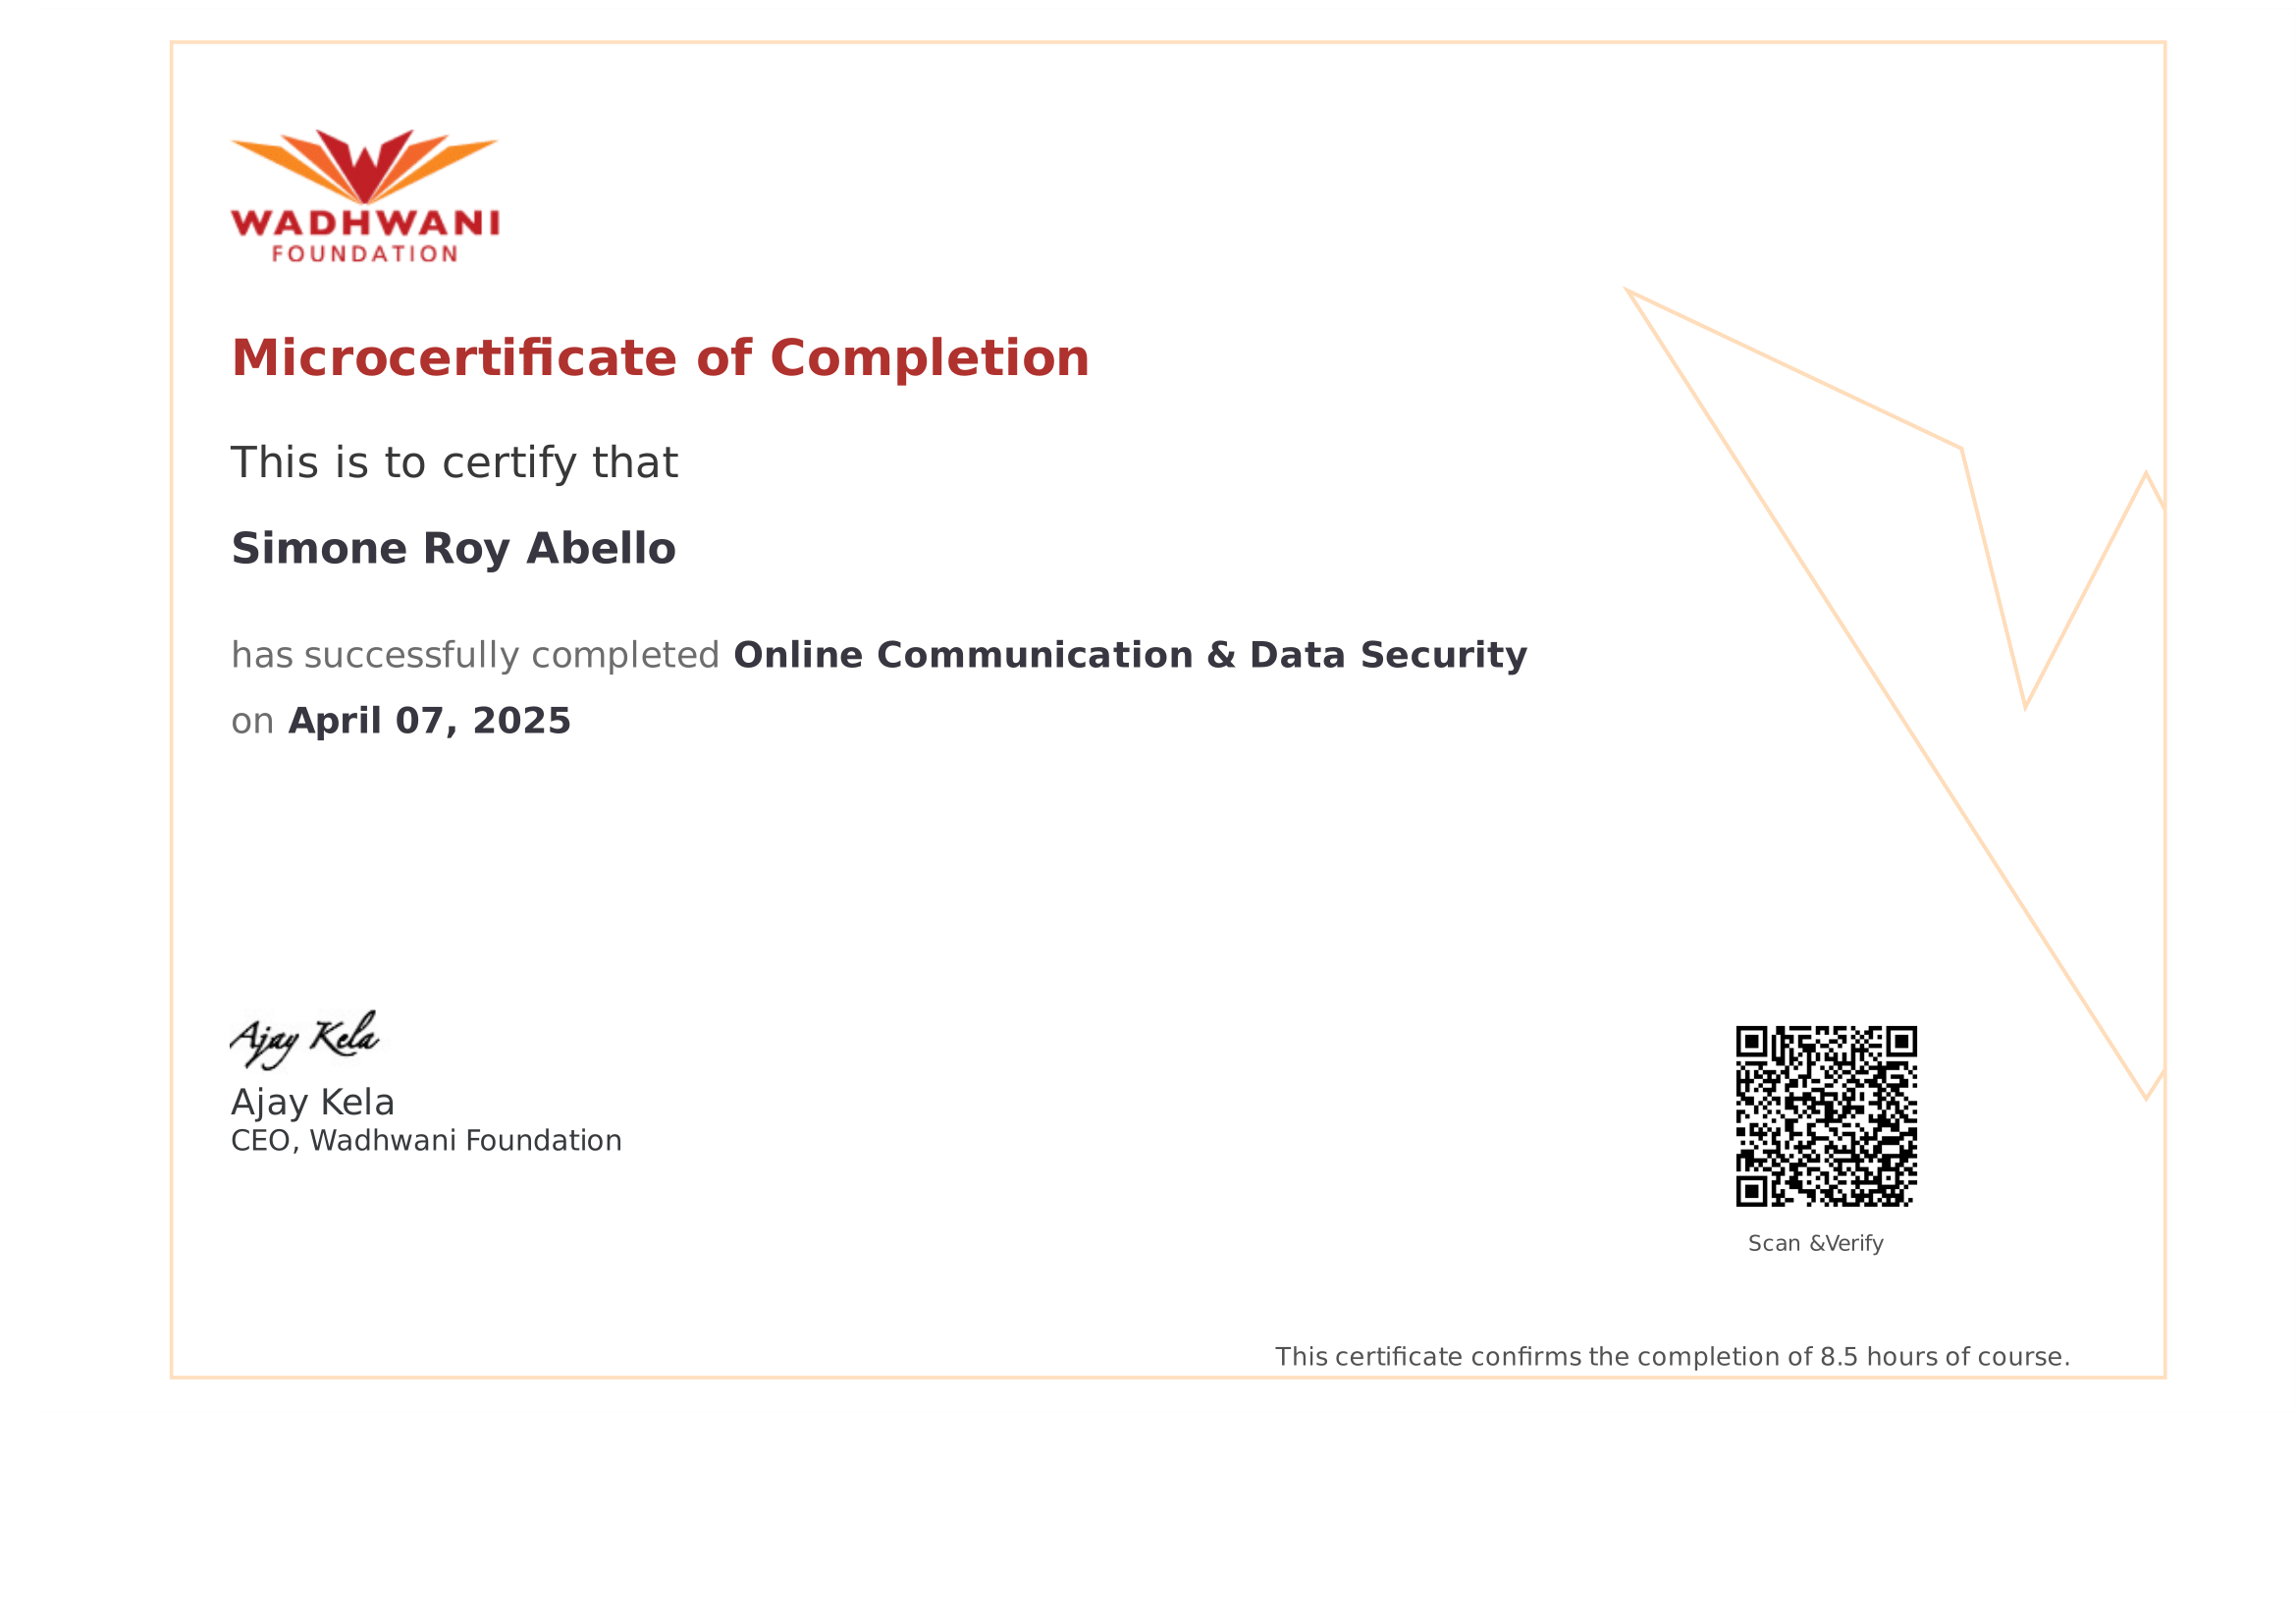 WADHWANI
FOUNDATION
Microcertificate of Completion
This is to certify that
Simone Roy Abello
has successfully completed Online Communication & Data Security
on April 07, 2025
Ajay Kela
Ajay Kela
CEO, Wadhwani Foundation
Scan &Verify
This certificate confirms the completion of 8.5 hours of course.